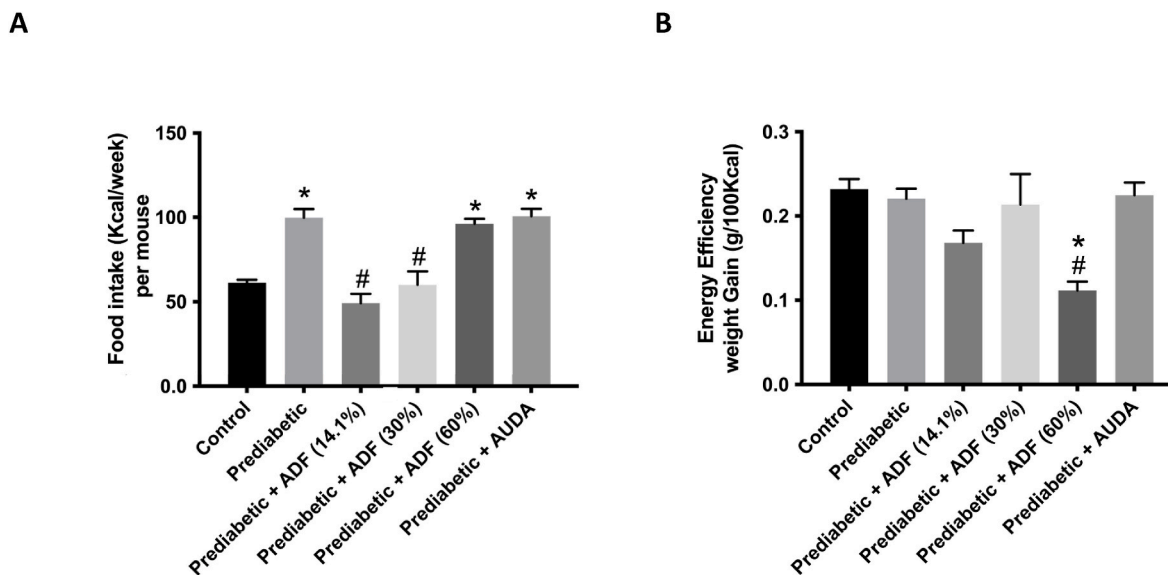 A
B
Food intake (Kcal/week)
per mouse
150
100
50
0.0
*
#
#
*
*
Control
Prediabetic
Prediabetic + ADF (14.1%)
Prediabetic + ADF (30%)
Prediabetic + ADF (60%)
Prediabetic + AUDA
Energy Efficiency
weight Gain (g/100Kcal)
0.3
0.2
0.1
0.0
*
#
Control
Prediabetic
Prediabetic + ADF (14.1%)
Prediabetic + ADF (30%)
Prediabetic + ADF (60%)
Prediabetic + AUDA